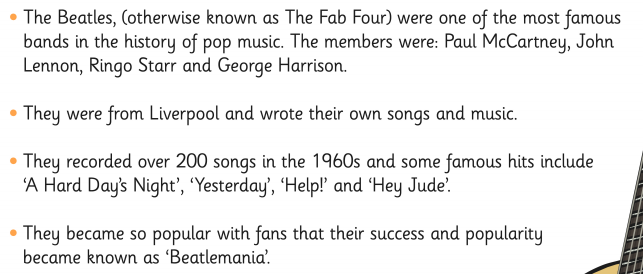 • The Beatles, (otherwise known as The Fab Four) were one of the most famous
bands in the history of pop music. The members were: Paul McCartney, John
Lennon, Ringo Starr and George Harrison.
• They were from Liverpool and wrote their own songs and music.
• They recorded over 200 songs in the 1960s and some famous hits include
‘A Hard Day’s Night’, ‘Yesterday’, ‘Help!’ and ‘Hey Jude’.
• They became so popular with fans that their success and popularity
became known as ‘Beatlemania’.